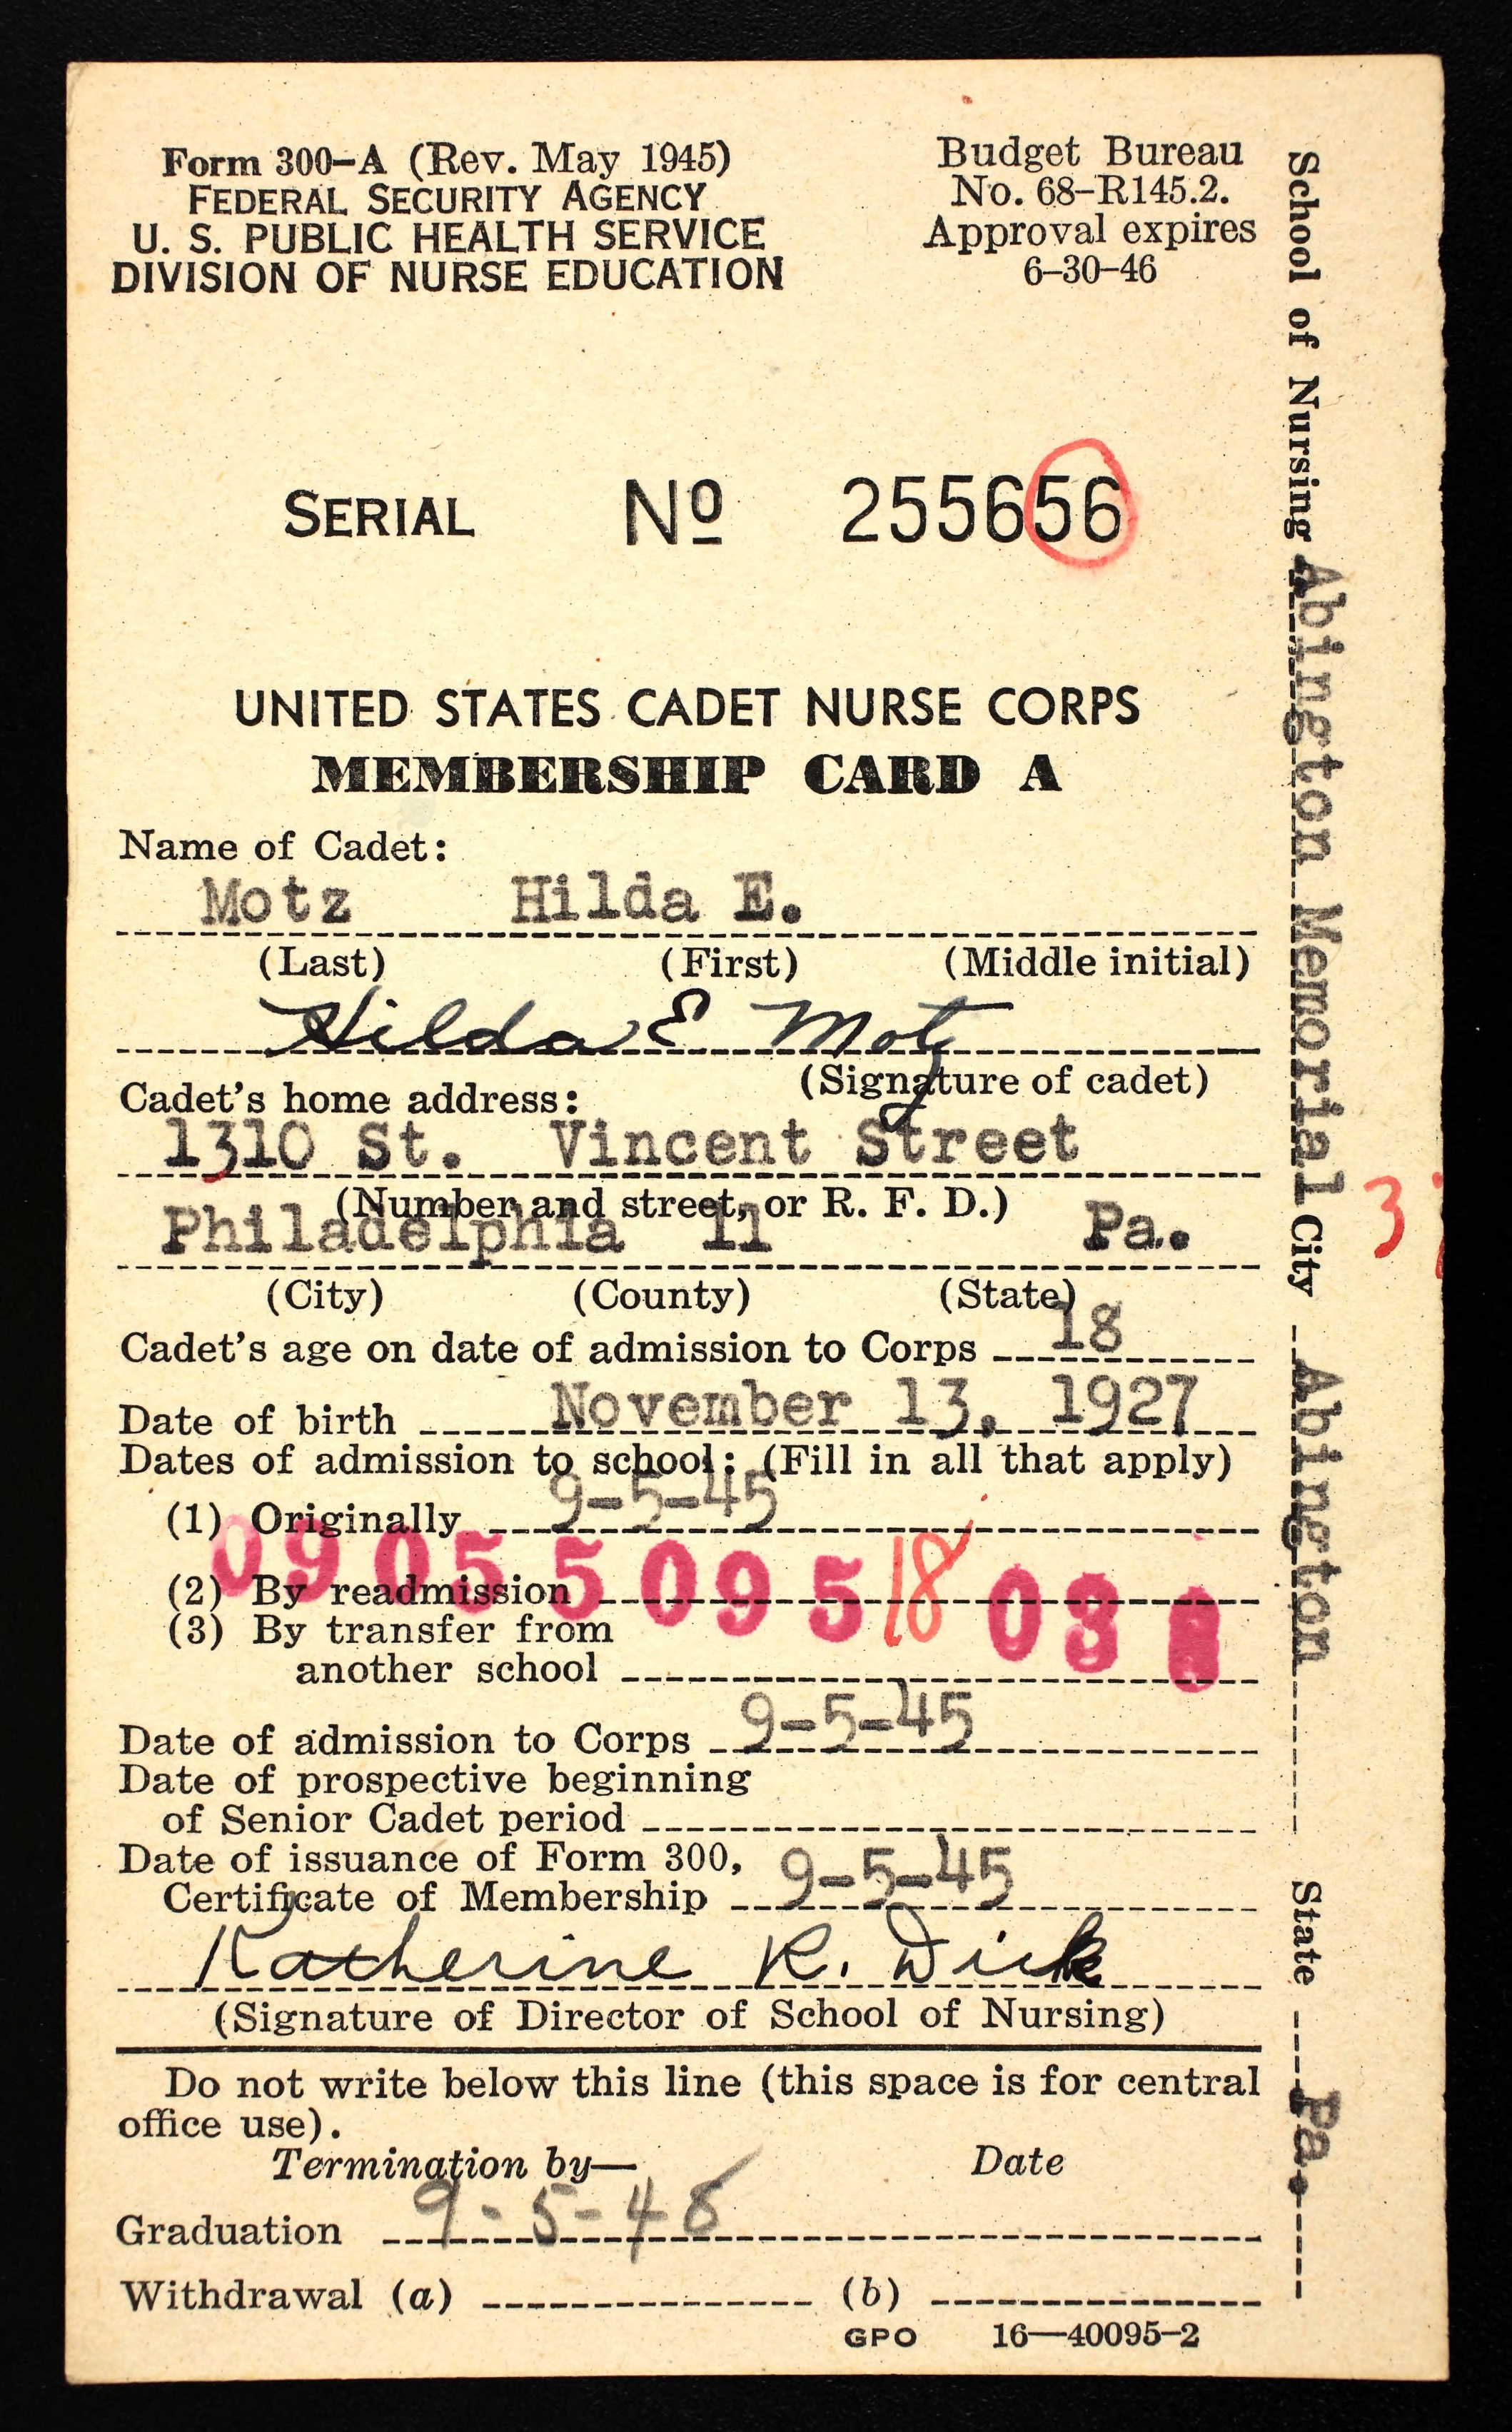 Form 300–A (Rev. May 1945)
FEDERAL SECURITY AGENCY
U. S. PUBLIC HEALTH SERVICE
DIVISION OF NURSE EDUCATION
Budget Bureau
No. 68–R145.2.
Approval expires
6–30–46
SERIAL No 255656
UNITED STATES CADET NURSE CORPS
MEMBERSHIP CARD A
Name of Cadet:
Motz Hilda E.
(Last) (First) (Middle initial)
Hilda E Motz
(Signature of cadet)
Cadet's home address:
1310 St. Vincent Street
(Number and street, or R. F. D.)
Philadelphia 11 Pa.
(City) (County) (State)
Cadet's age on date of admission to Corps 18
Date of birth November 13, 1927
Dates of admission to school: (Fill in all that apply)
(1) Originally 9-5-45
09055095 18 03
(2) By readmission
(3) By transfer from
another school
Date of admission to Corps 9-5-45
Date of prospective beginning
of Senior Cadet period
Date of issuance of Form 300,
Certificate of Membership 9-5-45
Katherine R. Dick
(Signature of Director of School of Nursing)
Do not write below this line (this space is for central
office use).
Termination by— Date
Graduation 9-5-48
Withdrawal (a) (b)
GPO 16—40095-2
School of Nursing Abington Memorial City Abington State Pa.
3